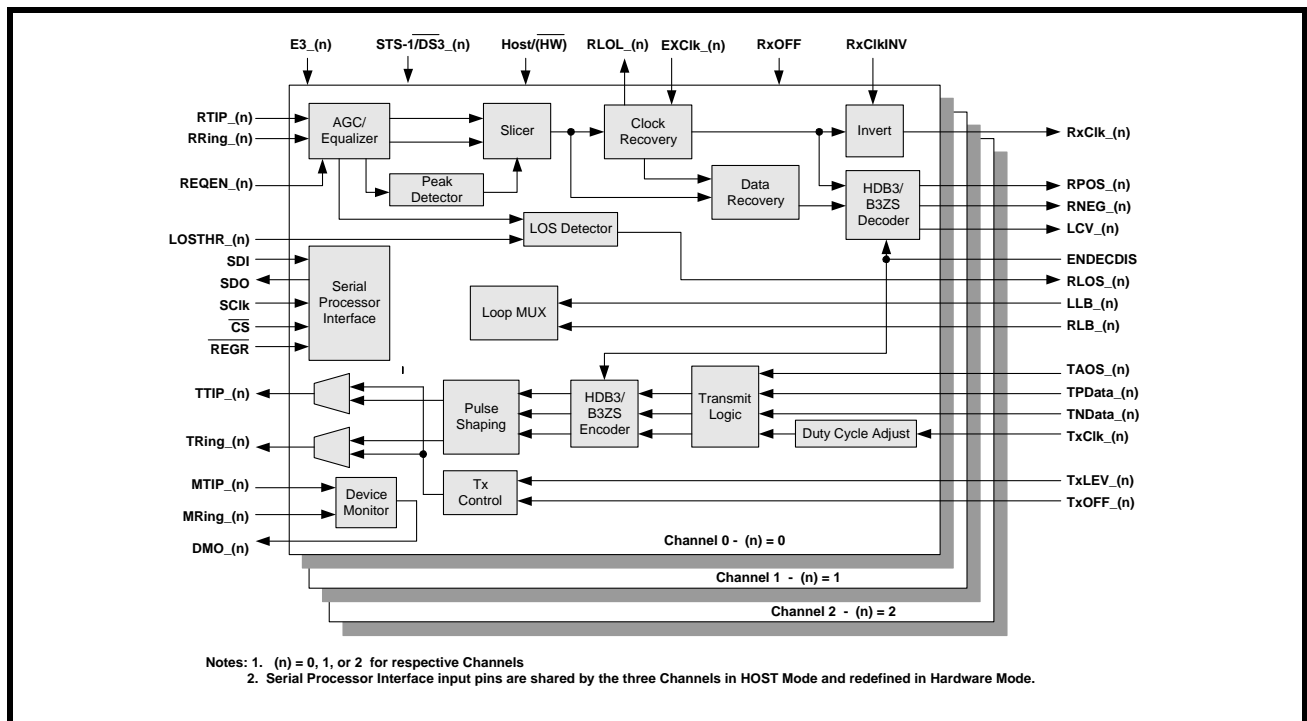 E3_(n)
STS-1/DS3_(n)
Host/(HW)
RLOL_(n)
EXClk_(n)
RxOFF
RxClkINV
RTIP_(n)
RRing_(n)
REQEN_(n)
LOSTHR_(n)
SDI
SDO
SClk
CS
REGR
TTIP_(n)
TRing_(n)
MTIP_(n)
MRing_(n)
DMO_(n)
AGC/
Equalizer
Peak
Detector
Slicer
LOS Detector
Clock
Recovery
Data
Recovery
Invert
HDB3/
B3ZS
Decoder
Serial
Processor
Interface
Loop MUX
Pulse
Shaping
HDB3/
B3ZS
Encoder
Transmit
Logic
Duty Cycle Adjust
Tx
Control
Device
Monitor
RxClk_(n)
RPOS_(n)
RNEG_(n)
LCV_(n)
ENDECDIS
RLOS_(n)
LLB_(n)
RLB_(n)
TAOS_(n)
TPData_(n)
TNData_(n)
TxClk_(n)
TxLEV_(n)
TxOFF_(n)
Channel 0 - (n) = 0
Channel 1 - (n) = 1
Channel 2 - (n) = 2
Notes: 1. (n) = 0, 1, or 2 for respective Channels
2. Serial Processor Interface input pins are shared by the three Channels in HOST Mode and redefined in Hardware Mode.